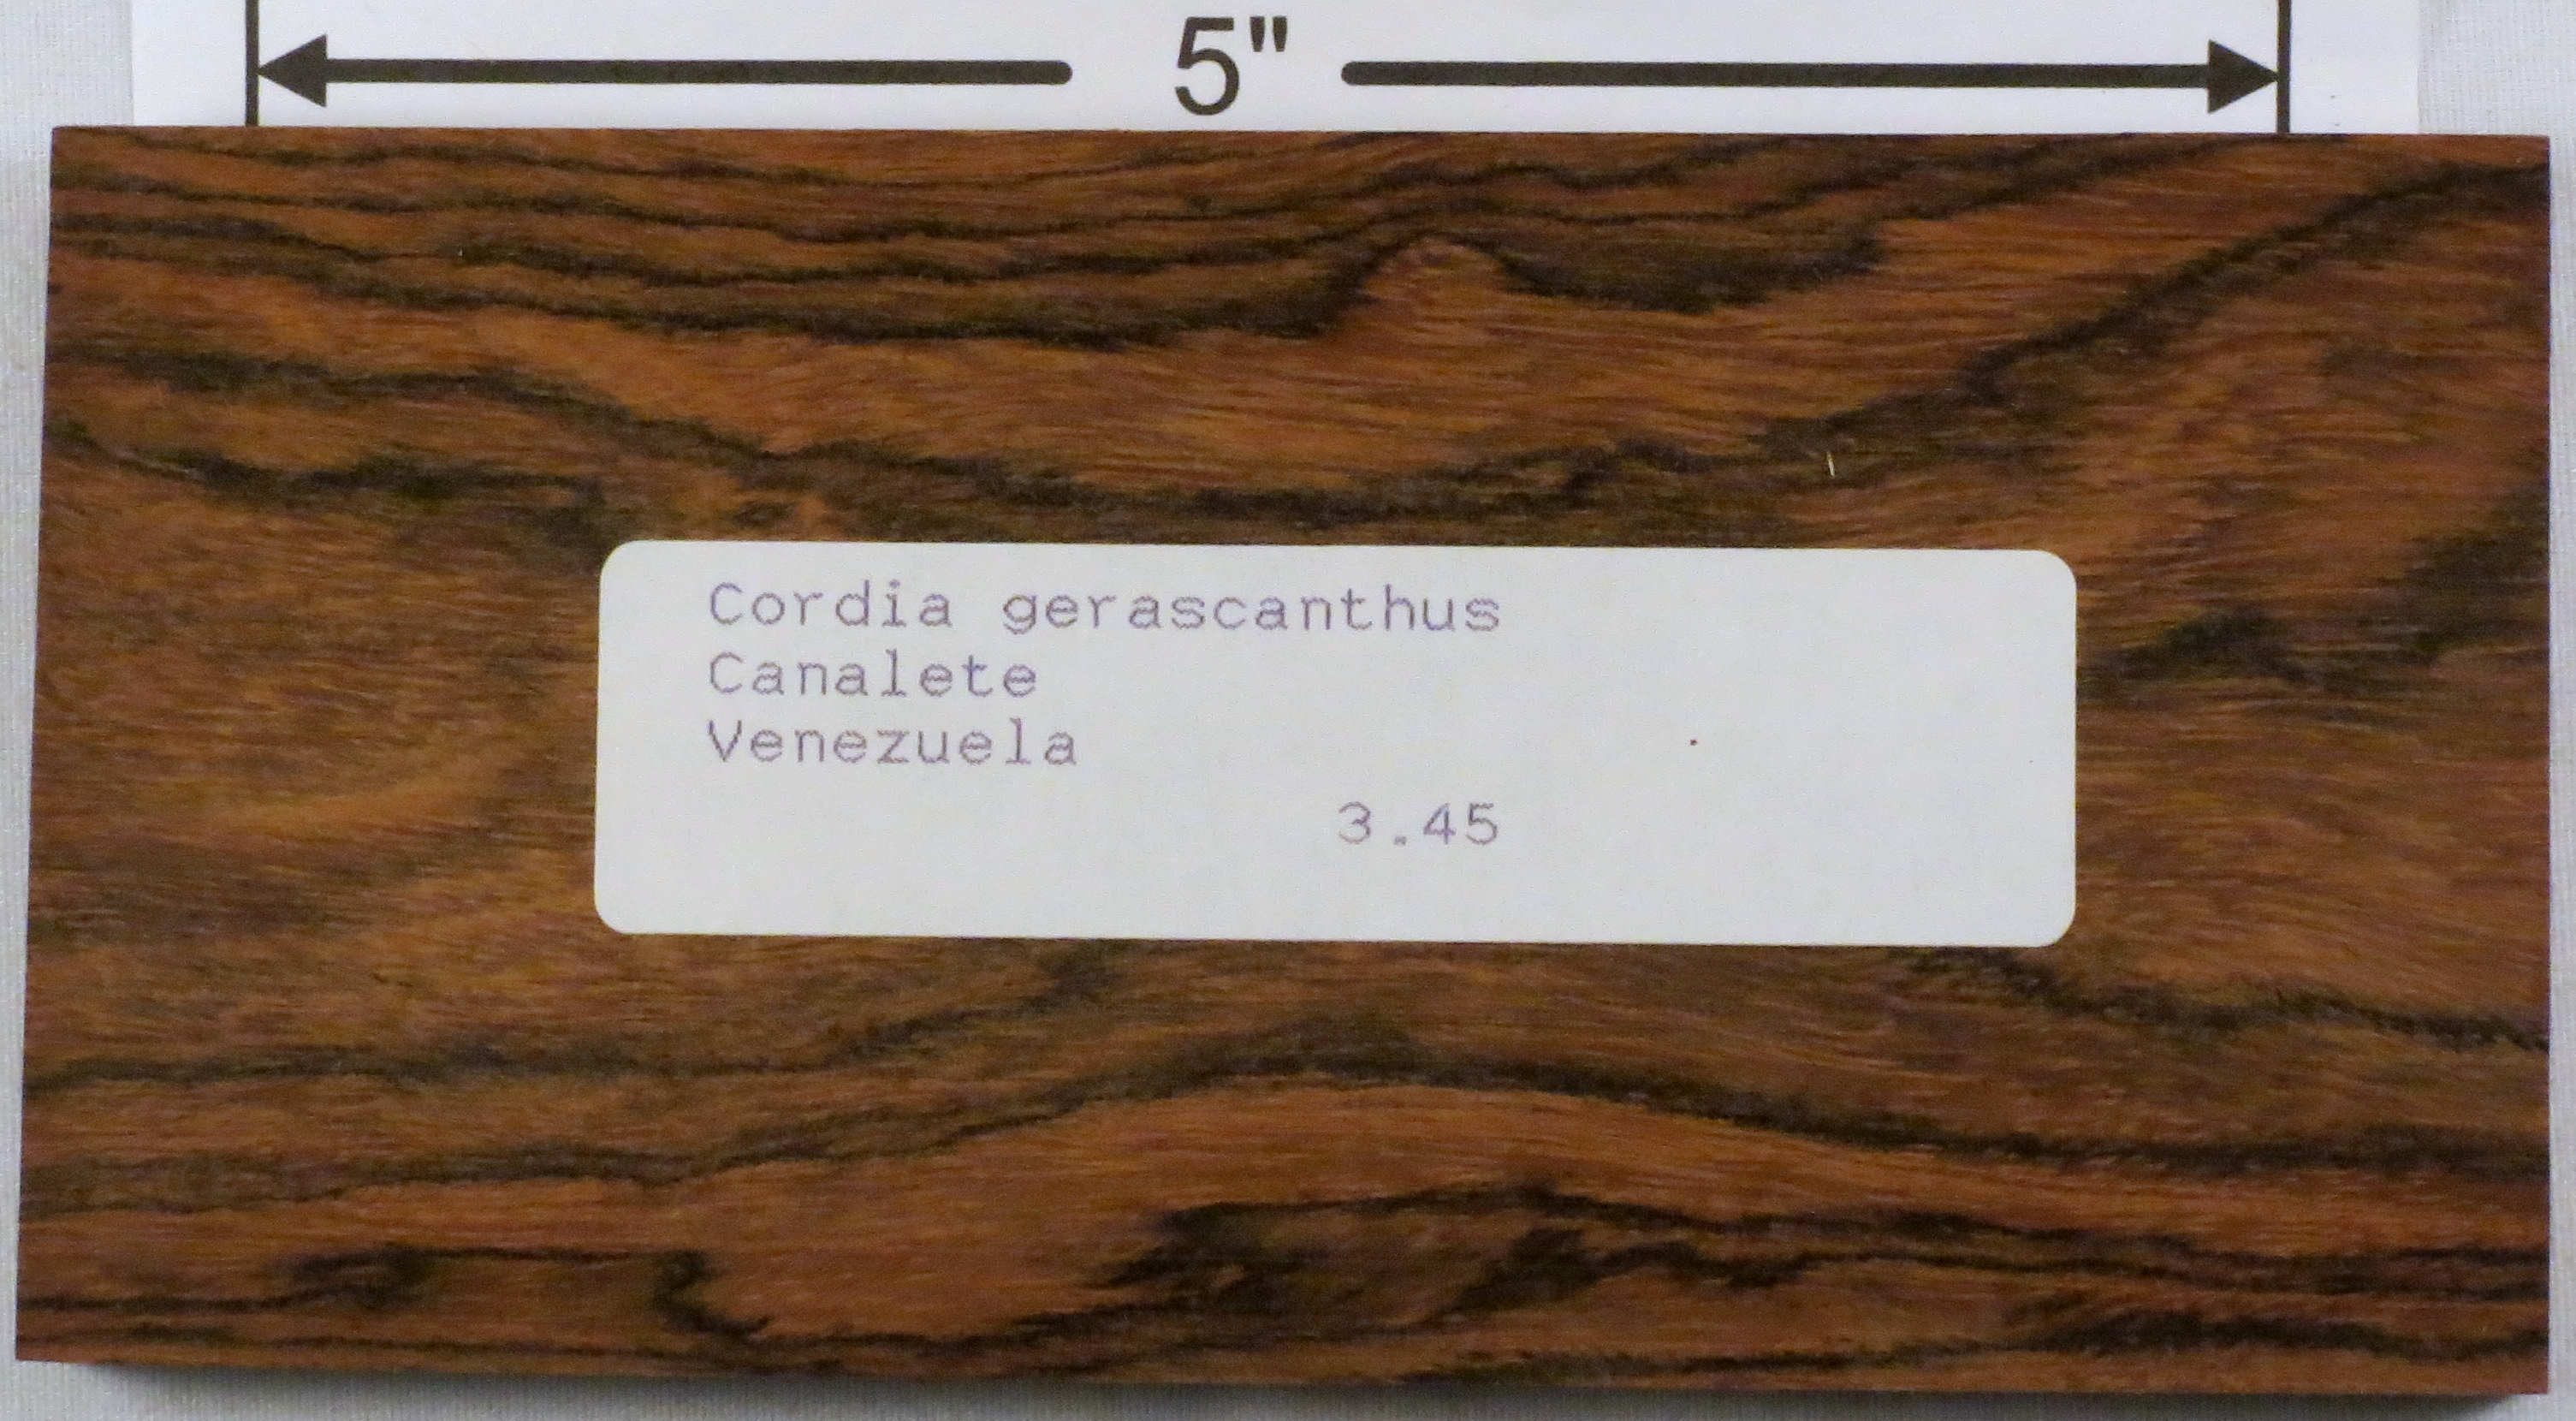 5"
Cordia gerascanthus
Canalete
Venezuela
3.45